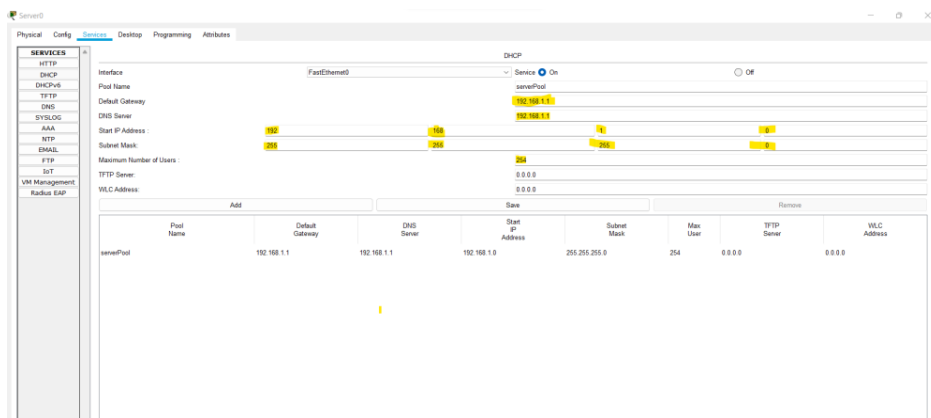 Server0
Physical Config Services Desktop Programming Attributes
SERVICES
HTTP
DHCP
DHCPv6
TFTP
DNS
SYSLOG
AAA
NTP
EMAIL
FTP
IoT
VM Management
Radius EAP
DHCP
Interface FastEthernet0 Service On Off
Pool Name serverPool
Default Gateway 192.168.1.1
DNS Server 192.168.1.1
Start IP Address : 192 168 1 0
Subnet Mask: 255 255 255 0
Maximum Number of Users : 254
TFTP Server: 0.0.0.0
WLC Address: 0.0.0.0
Add Save Remove
Pool Name Default Gateway DNS Server Start IP Address Subnet Mask Max User TFTP Server WLC Address
serverPool 192.168.1.1 192.168.1.1 192.168.1.0 255.255.255.0 254 0.0.0.0 0.0.0.0